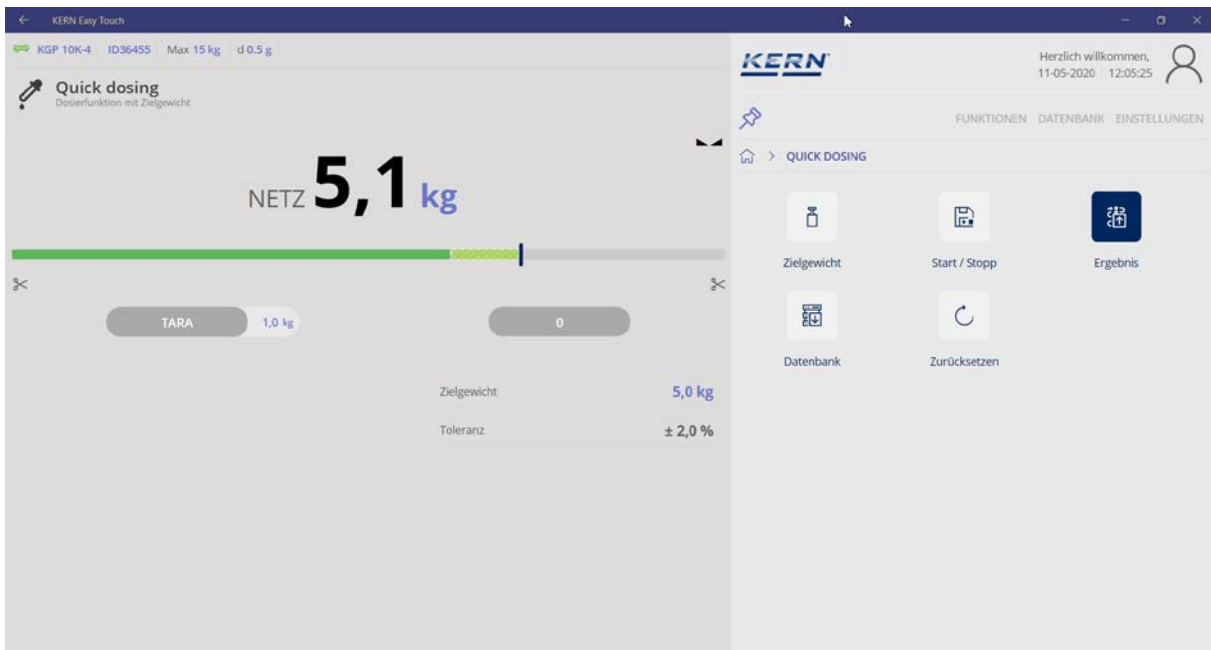 KERN Easy Touch
KGP 10K-4 ID36455 Max 15 kg d 0.5 g
Quick dosing
Dosierfunktion mit Zielgewicht
NETZ 5,1 kg
TARA 1,0 kg 0
Zielgewicht 5,0 kg
Toleranz ± 2,0 %
KERN
Herzlich willkommen,
11-05-2020 12:05:25
FUNKTIONEN DATENBANK EINSTELLUNGEN
> QUICK DOSING
Zielgewicht Start / Stopp Ergebnis
Datenbank Zurücksetzen